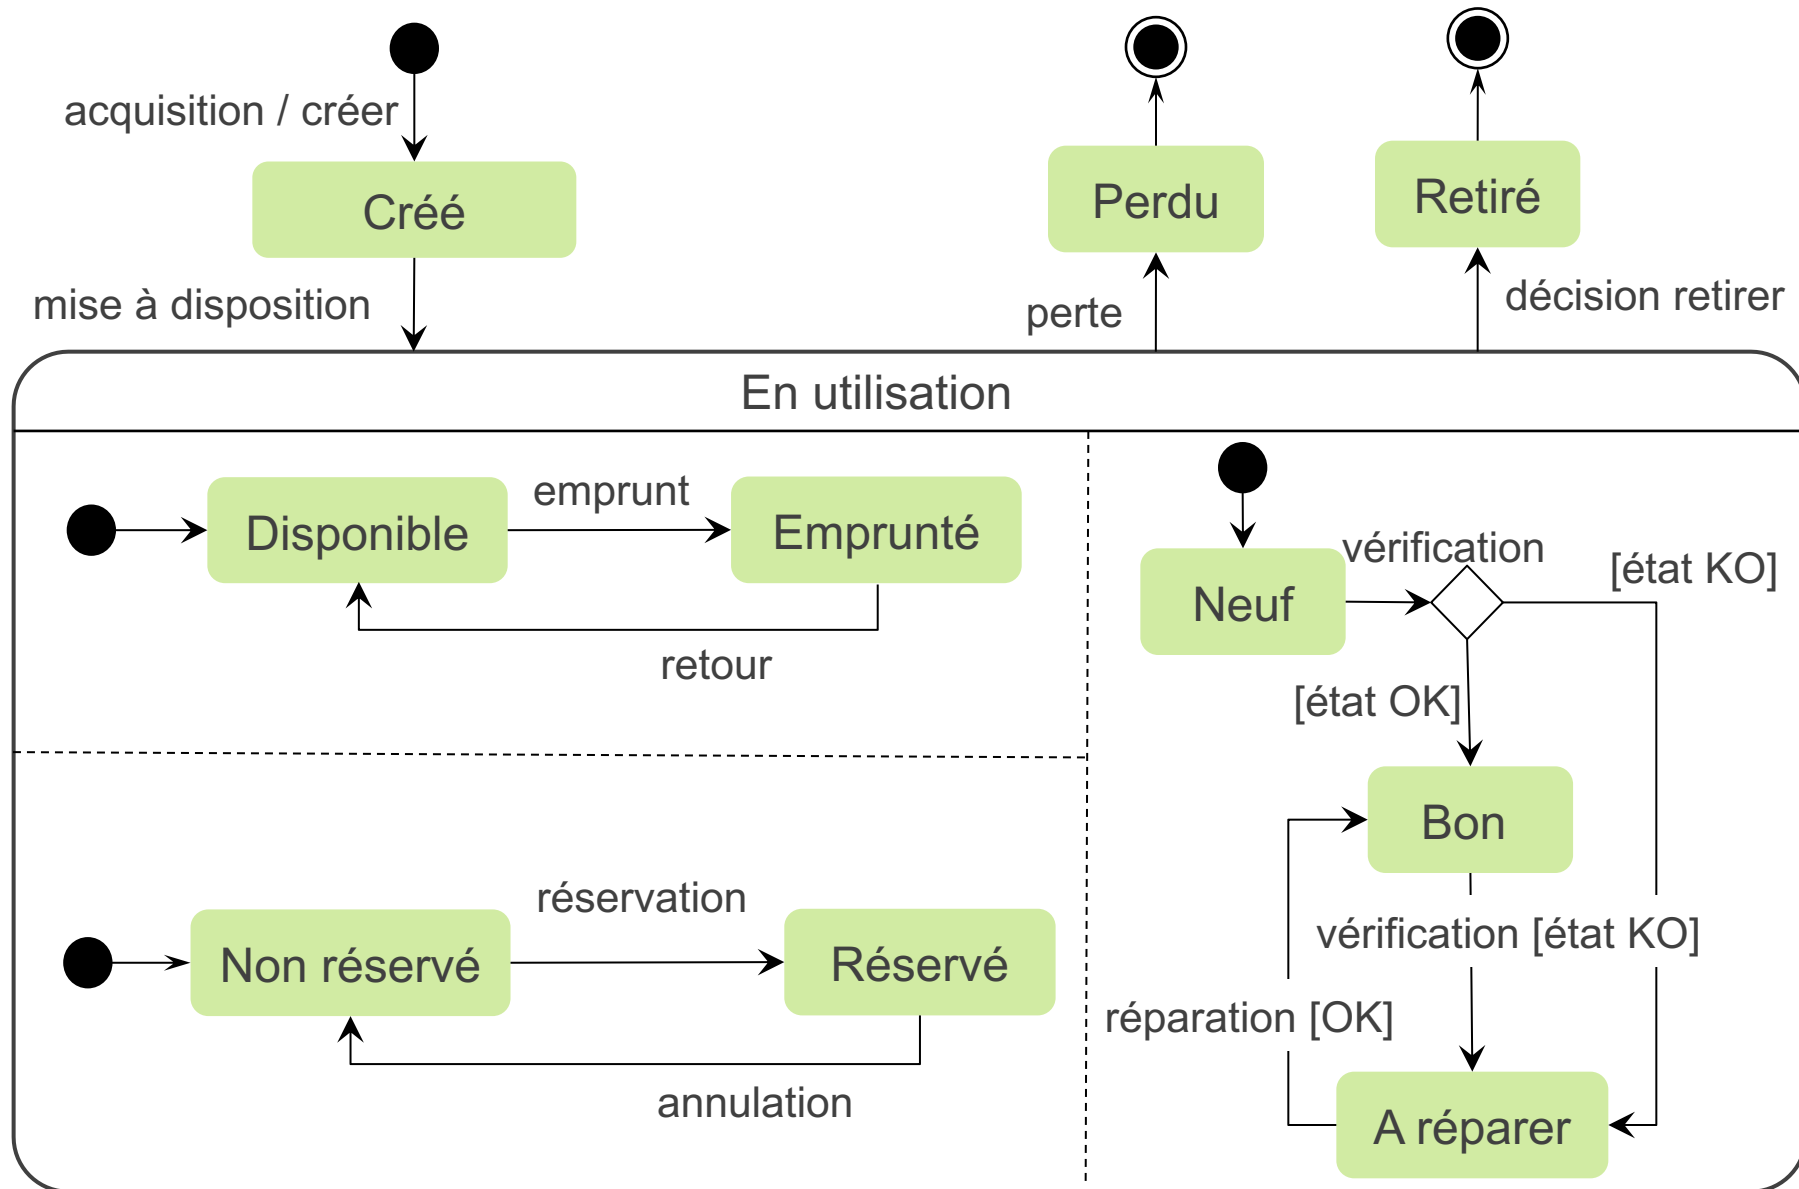 acquisition / créer
Créé
Perdu
Retiré
mise à disposition
perte
décision retirer
En utilisation
Disponible
emprunt
Emprunté
retour
Neuf
vérification
[état KO]
[état OK]
Bon
vérification [état KO]
réparation [OK]
A réparer
Non réservé
réservation
Réservé
annulation